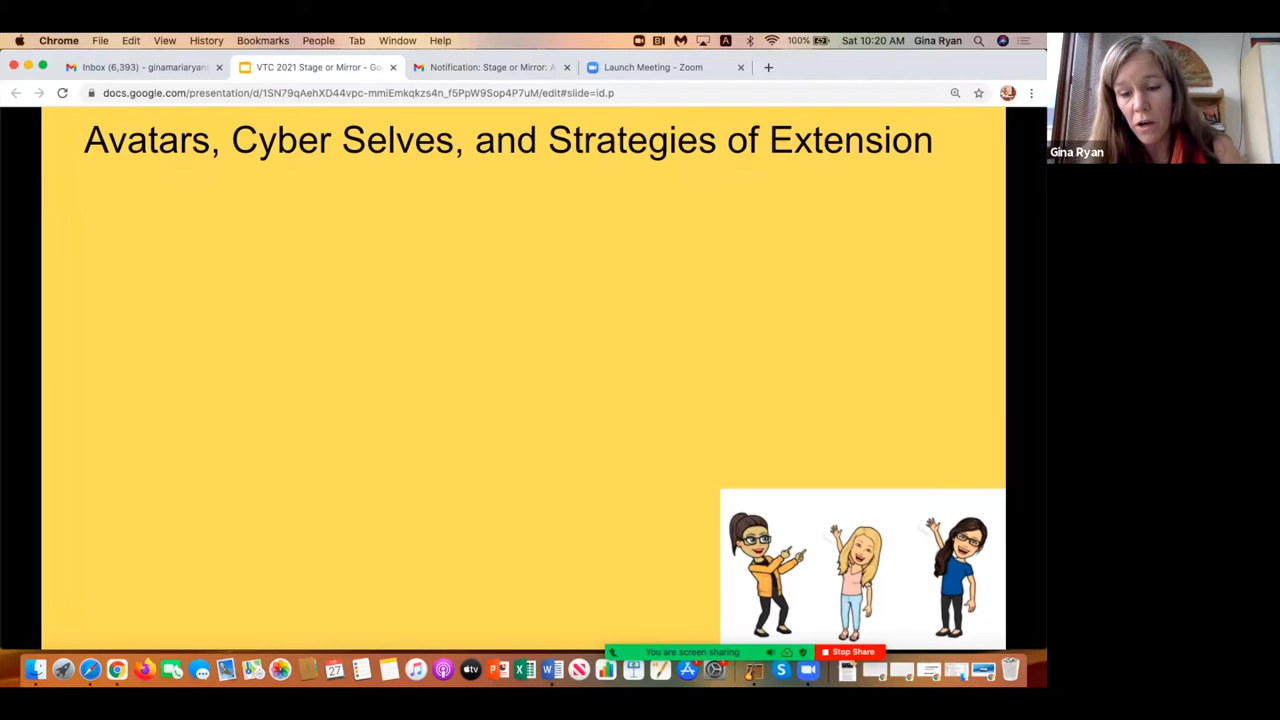 Chrome File Edit View History Bookmarks People Tab Window Help 100% Sat 10:20 AM Gina Ryan
Inbox (6,393) - ginamariaryan VTC 2021 Stage or Mirror - Go Notification: Stage or Mirror: A Launch Meeting - Zoom
docs.google.com/presentation/d/1SN79qAehXD44vpc-mmiEmkqkzs4n_f5PpW9Sop4P7uM/edit#slide=id.p
Gina Ryan
Avatars, Cyber Selves, and Strategies of Extension
You are screen sharing Stop Share
27